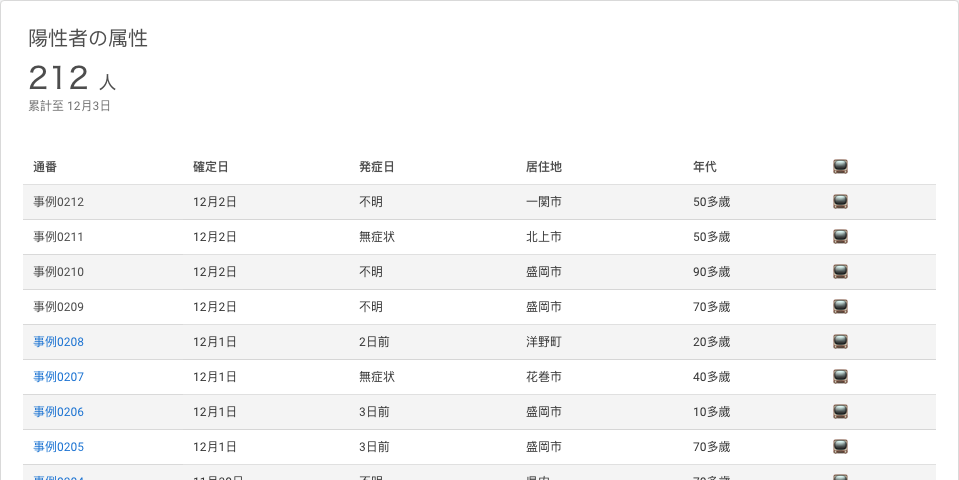 陽性者の属性
212 人
累計至 12月3日
通番 確定日 発症日 居住地 年代
事例0212 12月2日 不明 一関市 50多歳
事例0211 12月2日 無症状 北上市 50多歳
事例0210 12月2日 不明 盛岡市 90多歳
事例0209 12月2日 不明 盛岡市 70多歳
事例0208 12月1日 2日前 洋野町 20多歳
事例0207 12月1日 無症状 花巻市 40多歳
事例0206 12月1日 3日前 盛岡市 10多歳
事例0205 12月1日 3日前 盛岡市 70多歳